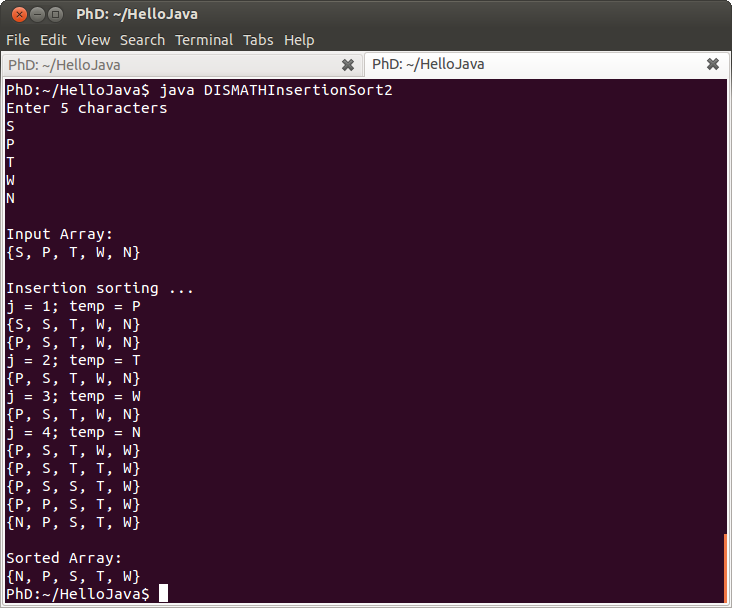 PhD: ~/HelloJava
File Edit View Search Terminal Tabs Help
PhD: ~/HelloJava PhD: ~/HelloJava
PhD:~/HelloJava$ java DISMATHInsertionSort2
Enter 5 characters
S
P
T
W
N
Input Array:
{S, P, T, W, N}
Insertion sorting ...
j = 1; temp = P
{S, S, T, W, N}
{P, S, T, W, N}
j = 2; temp = T
{P, S, T, W, N}
j = 3; temp = W
{P, S, T, W, N}
j = 4; temp = N
{P, S, T, W, W}
{P, S, T, T, W}
{P, S, S, T, W}
{P, P, S, T, W}
{N, P, S, T, W}
Sorted Array:
{N, P, S, T, W}
PhD:~/HelloJava$